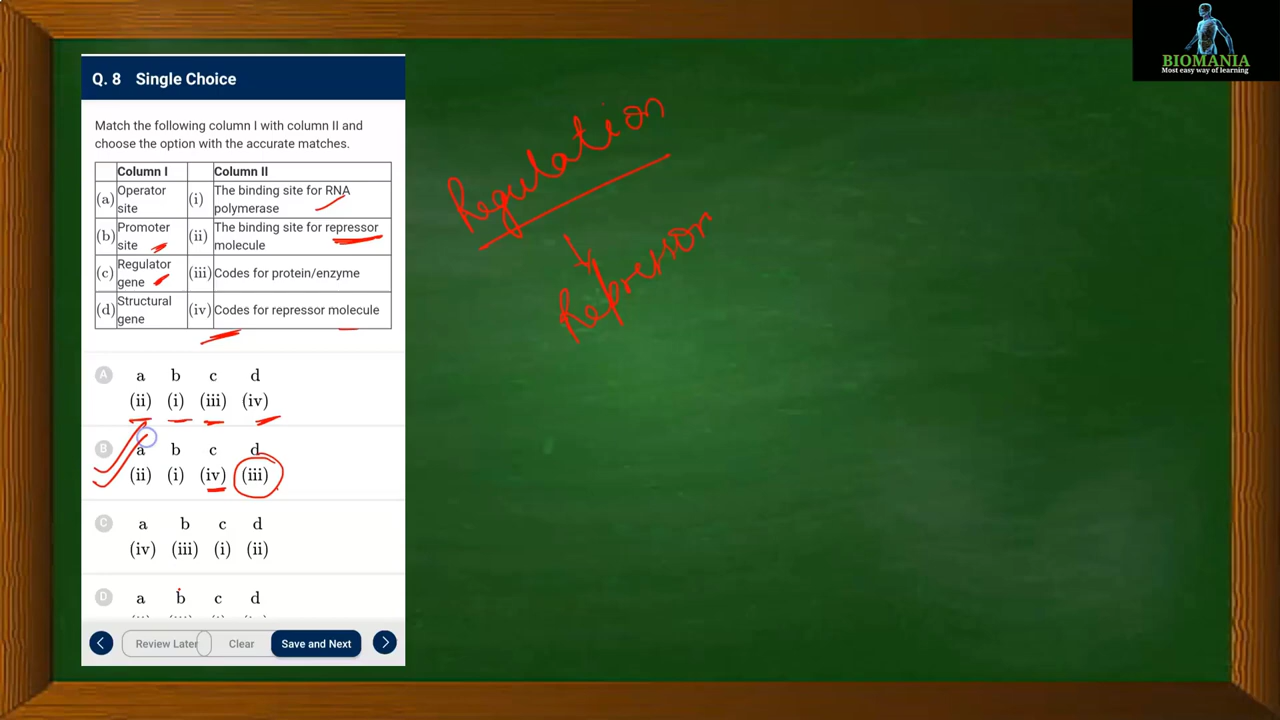 BIOMANIA
Most easy way of learning
Q. 8 Single Choice
Match the following column I with column II and
choose the option with the accurate matches.
Column I Column II
(a) Operator site (i) The binding site for RNA polymerase
(b) Promoter site (ii) The binding site for repressor molecule
(c) Regulator gene (iii) Codes for protein/enzyme
(d) Structural gene (iv) Codes for repressor molecule
A a b c d
(ii) (i) (iii) (iv)
B a b c d
(ii) (i) (iv) (iii)
C a b c d
(iv) (iii) (i) (ii)
D a b c d
Review Later Clear Save and Next
Regulation
Repressor